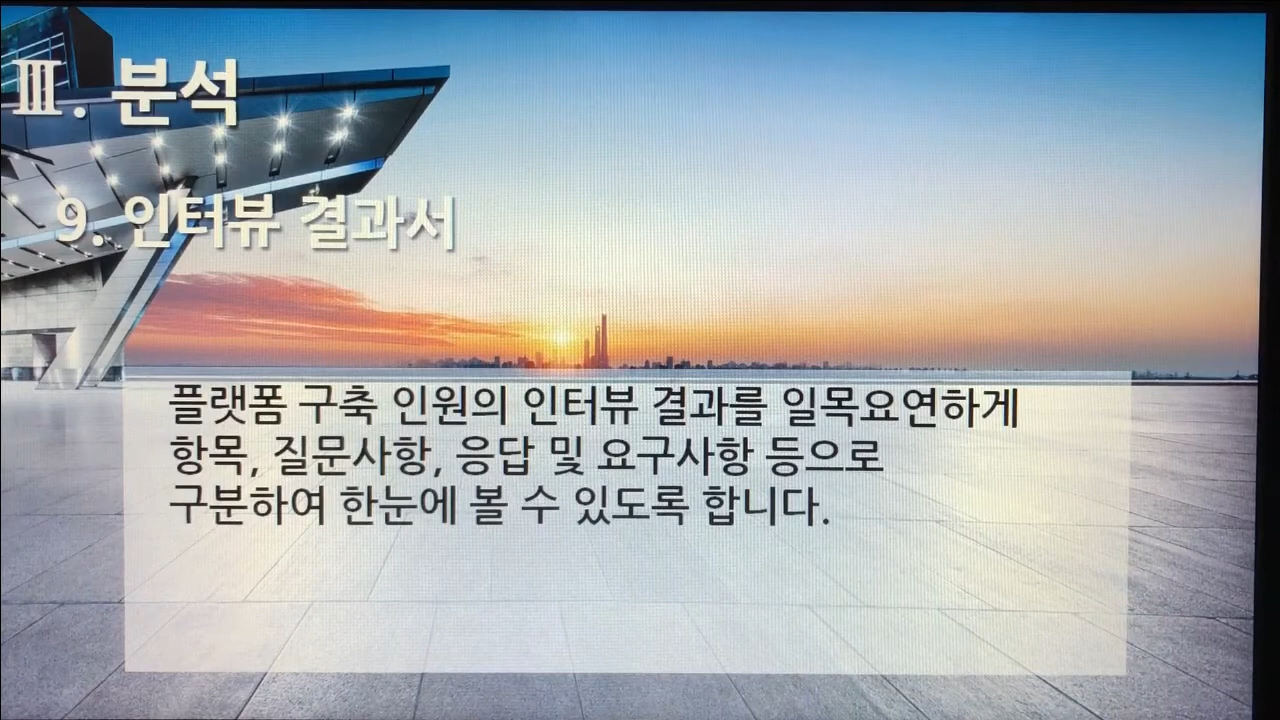 Ⅲ. 분석
9. 인터뷰 결과서
플랫폼 구축 인원의 인터뷰 결과를 일목요연하게
항목, 질문사항, 응답 및 요구사항 등으로
구분하여 한눈에 볼 수 있도록 합니다.